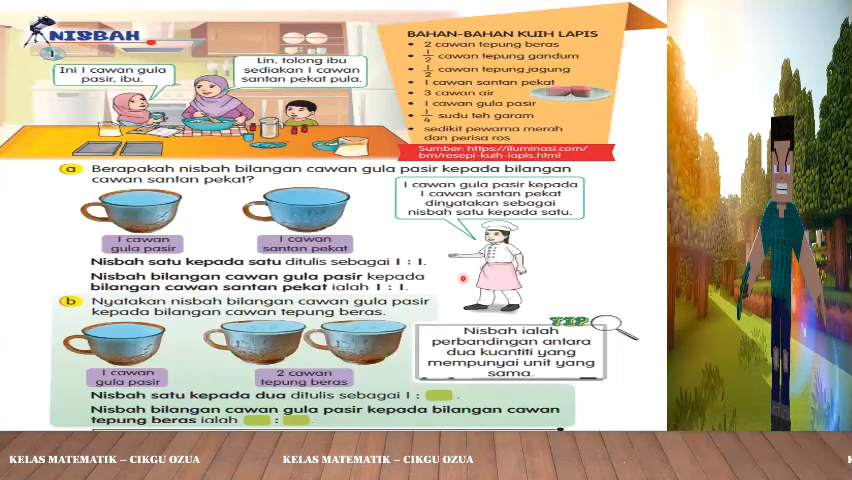 NISBAH
Ini 1 cawan gula
pasir, ibu.
Lin, tolong ibu
sediakan 1 cawan
santan pekat pula.
BAHAN-BAHAN KUIH LAPIS
• 2 cawan tepung beras
• 1/2 cawan tepung gandum
• 1/2 cawan tepung jagung
• 1 cawan santan pekat
• 3 cawan air
• 1 cawan gula pasir
• 1/4 sudu teh garam
• sedikit pewarna merah
dan perisa ros
Sumber: https://iluminasi.com/
bm/resepi-kuih-lapis.html
a Berapakah nisbah bilangan cawan gula pasir kepada bilangan
cawan santan pekat?
1 cawan gula pasir kepada
1 cawan santan pekat
dinyatakan sebagai
nisbah satu kepada satu.
1 cawan
gula pasir
1 cawan
santan pekat
Nisbah satu kepada satu ditulis sebagai 1 : 1.
Nisbah bilangan cawan gula pasir kepada
bilangan cawan santan pekat ialah 1 : 1.
b Nyatakan nisbah bilangan cawan gula pasir
kepada bilangan cawan tepung beras.
1 cawan
gula pasir
2 cawan
tepung beras
TIP
Nisbah ialah
perbandingan antara
dua kuantiti yang
mempunyai unit yang
sama.
Nisbah satu kepada dua ditulis sebagai 1 : .
Nisbah bilangan cawan gula pasir kepada bilangan cawan
tepung beras ialah : .
KELAS MATEMATIK – CIKGU OZUA KELAS MATEMATIK – CIKGU OZUA K